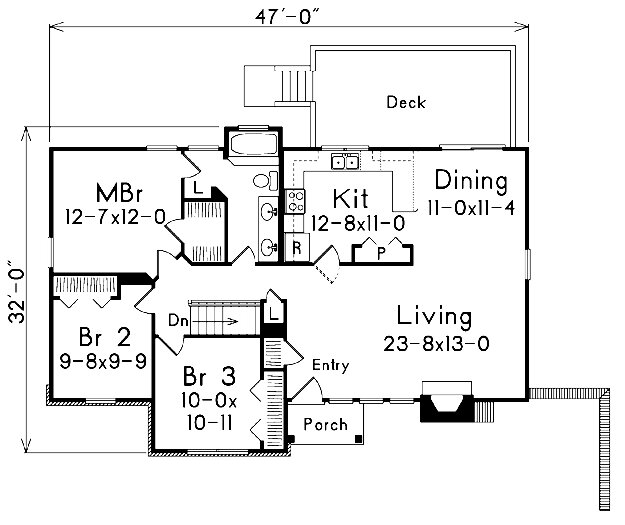 47'-0"
Deck
MBr
12-7x12-0
L
Kit
12-8x11-0
Dining
11-0x11-4
R
P
32'-0"
Dn
L
Living
23-8x13-0
Br 2
9-8x9-9
Br 3
10-0x
10-11
Entry
Porch